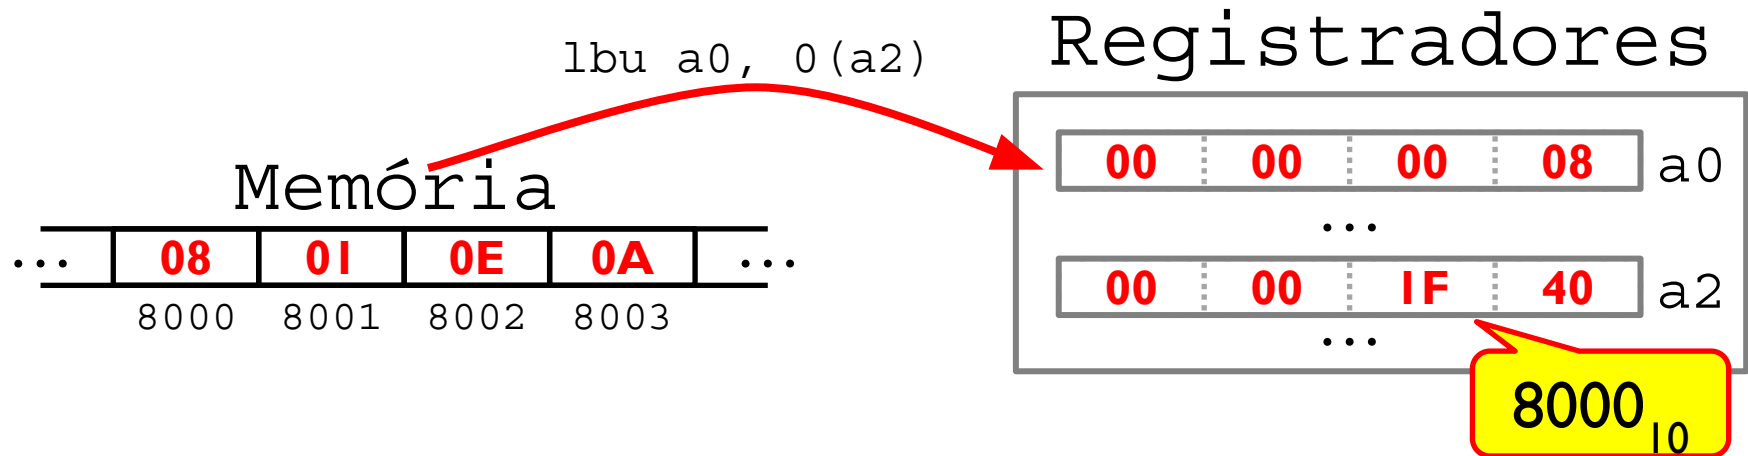 Registradores
lbu a0, 0(a2)
00 00 00 08 a0
...
Memória
... 08 01 0E 0A ...
8000 8001 8002 8003
00 00 1F 40 a2
...
8000₁₀